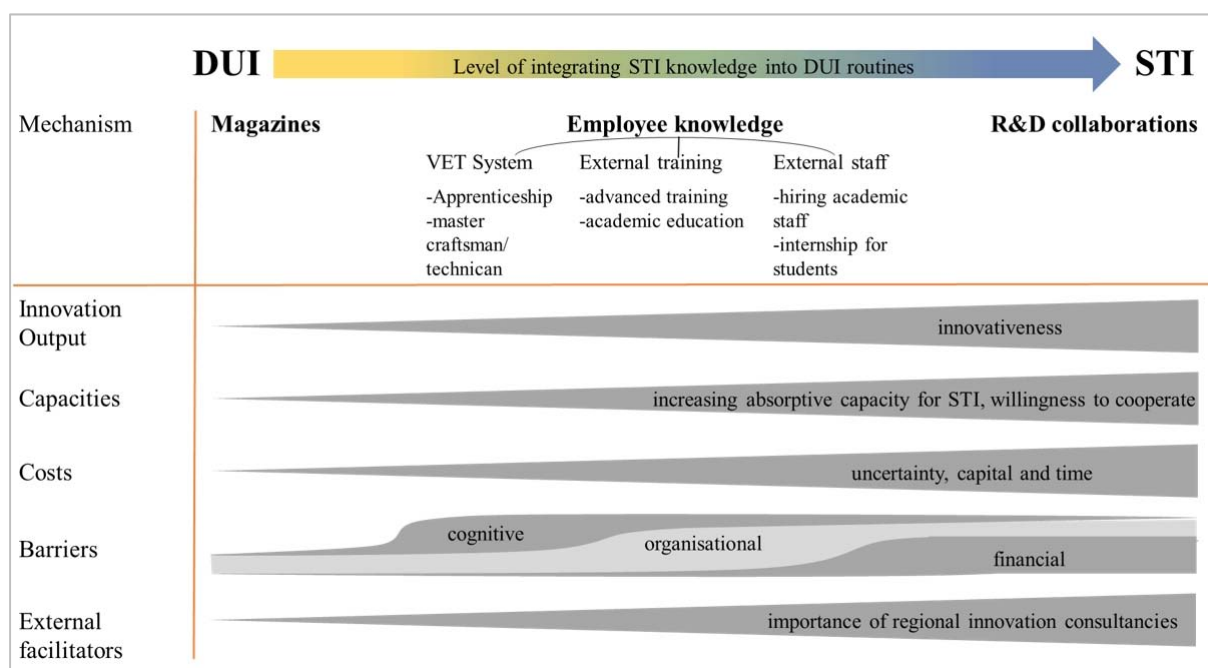 DUI
Level of integrating STI knowledge into DUI routines
STI
Mechanism
Magazines
Employee knowledge
R&D collaborations
VET System
-Apprenticeship
-master
craftsman/
technican
External training
-advanced training
-academic education
External staff
-hiring academic
staff
-internship for
students
Innovation
Output
innovativeness
Capacities
increasing absorptive capacity for STI, willingness to cooperate
Costs
uncertainty, capital and time
Barriers
cognitive
organisational
financial
External
facilitators
importance of regional innovation consultancies